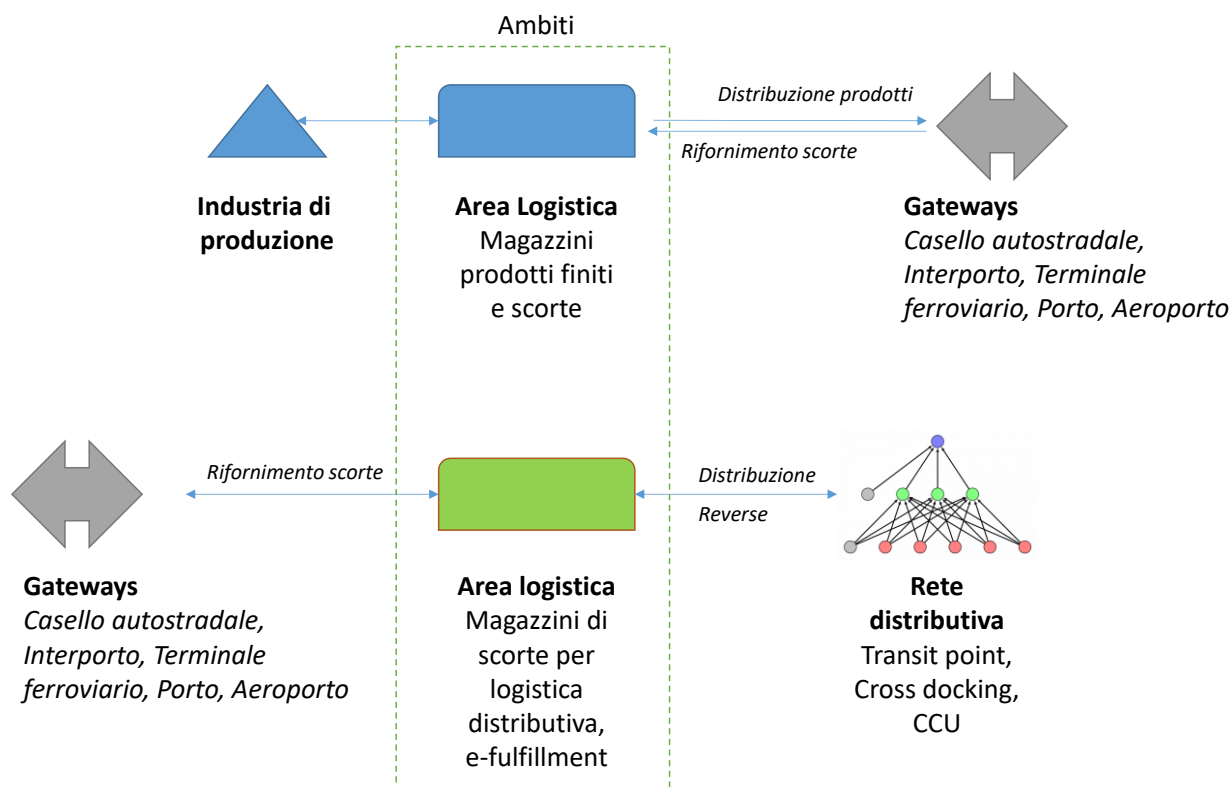 Ambiti
Distribuzione prodotti
Rifornimento scorte
Industria di
produzione
Area Logistica
Magazzini
prodotti finiti
e scorte
Gateways
Casello autostradale,
Interporto, Terminale
ferroviario, Porto, Aeroporto
Rifornimento scorte
Distribuzione
Reverse
Gateways
Casello autostradale,
Interporto, Terminale
ferroviario, Porto, Aeroporto
Area logistica
Magazzini di
scorte per
logistica
distributiva,
e-fulfillment
Rete
distributiva
Transit point,
Cross docking,
CCU